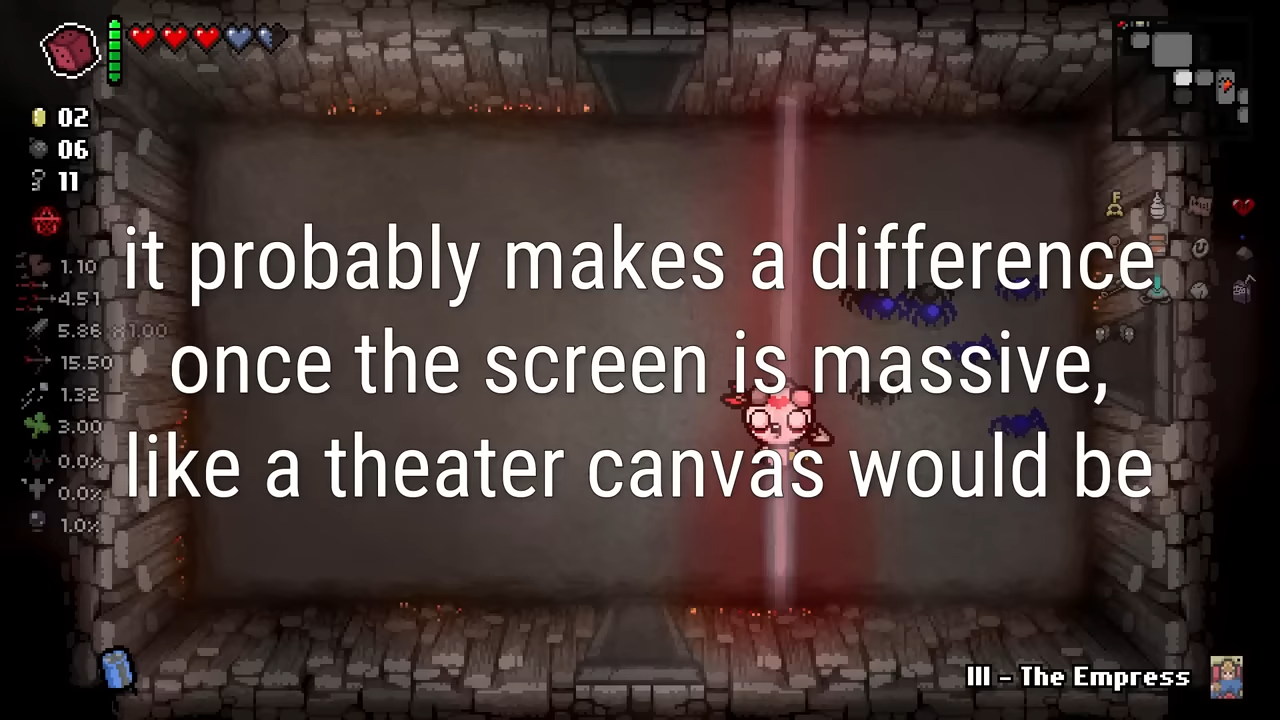 02
06
11
1.10
4.51
5.86 x1.00
15.50
1.32
3.00
0.0%
0.0%
1.0%
it probably makes a difference
once the screen is massive,
like a theater canvas would be
III - The Empress